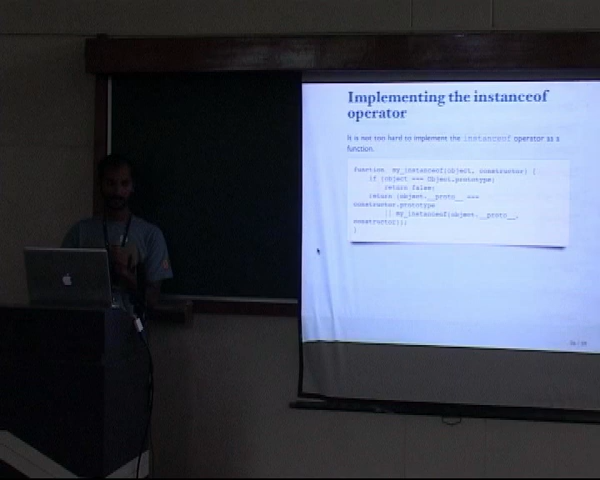 Implementing the instanceof
operator
It is not too hard to implement the instanceof operator as a
function.
function my_instanceof(object, constructor) {
if (object === Object.prototype)
return false;
return (object.__proto__ ===
constructor.prototype
|| my_instanceof(object.__proto__,
constructor));
}